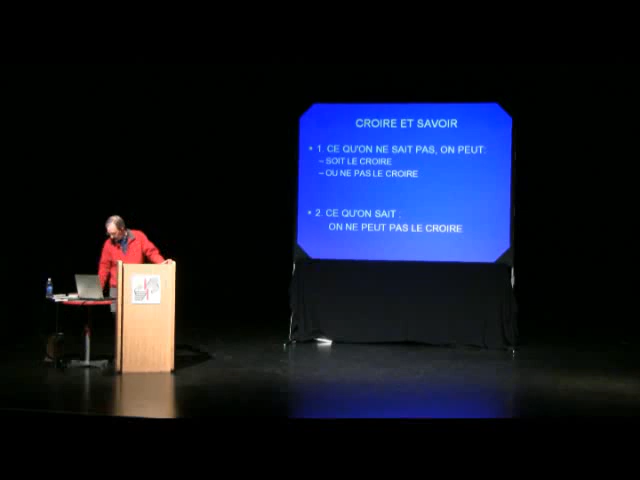 CROIRE ET SAVOIR
• 1. CE QU'ON NE SAIT PAS, ON PEUT:
– SOIT LE CROIRE
– OU NE PAS LE CROIRE
• 2. CE QU'ON SAIT :
ON NE PEUT PAS LE CROIRE